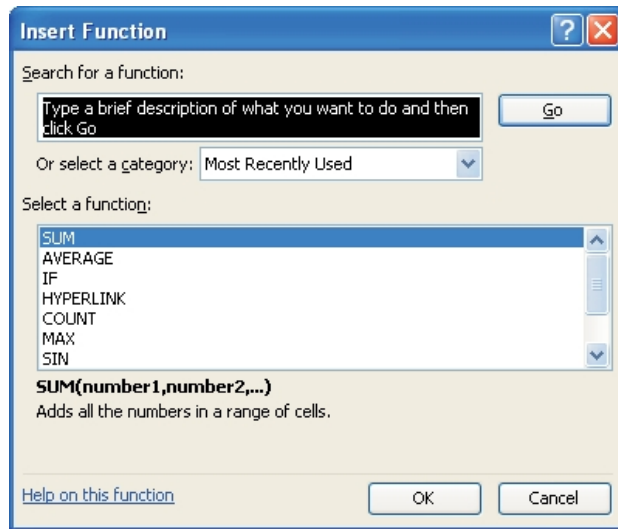 Insert Function
?
Search for a function:
Type a brief description of what you want to do and then
click Go
Go
Or select a category: Most Recently Used
Select a function:
SUM
AVERAGE
IF
HYPERLINK
COUNT
MAX
SIN
SUM(number1,number2,...)
Adds all the numbers in a range of cells.
Help on this function
OK
Cancel